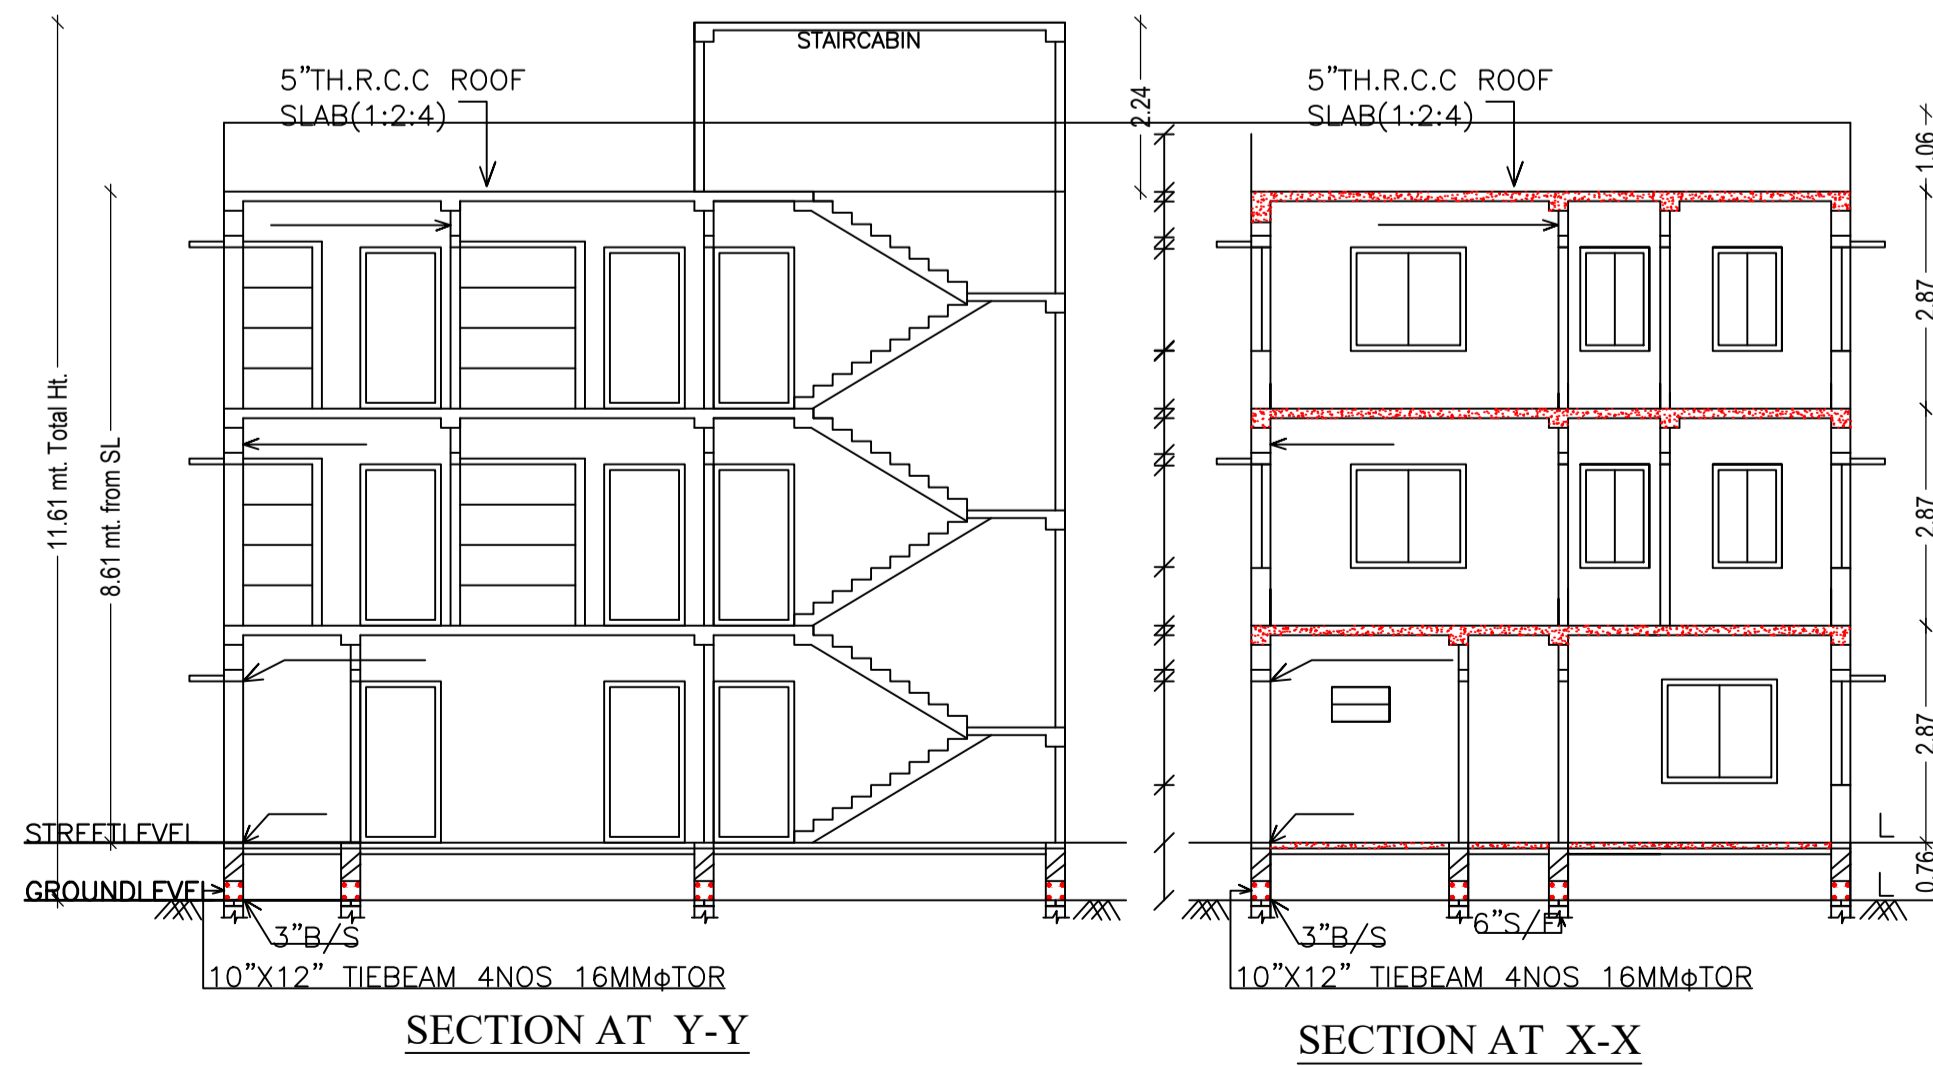 STAIRCABIN
5"TH.R.C.C ROOF
SLAB(1:2:4)
2.24
11.61 mt. Total Ht.
8.61 mt. from SL
STREETLEVEL
GROUNDLEVEL
3"B/S
10"X12" TIEBEAM 4NOS 16MMϕTOR
SECTION AT Y-Y
5"TH.R.C.C ROOF
SLAB(1:2:4)
1.06
2.87
2.87
2.87
L
0.76
L
6"S/F
3"B/S
10"X12" TIEBEAM 4NOS 16MMϕTOR
SECTION AT X-X